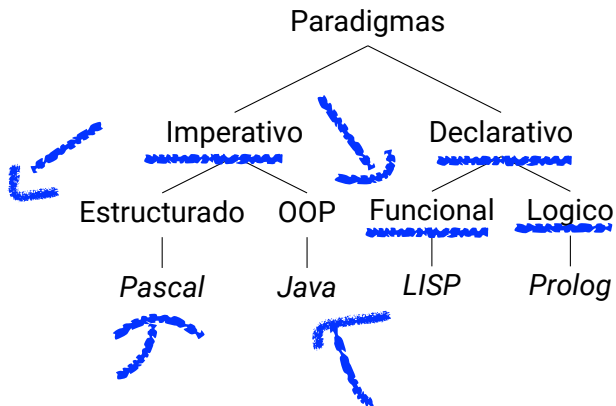 Paradigmas
Imperativo Declarativo
Estructurado OOP Funcional Logico
Pascal Java LISP Prolog